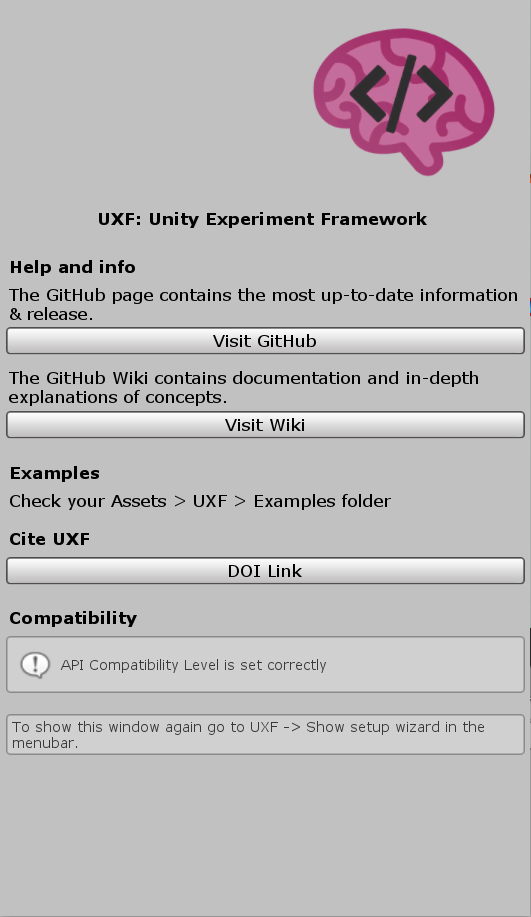 </>
UXF: Unity Experiment Framework
Help and info
The GitHub page contains the most up-to-date information
& release.
Visit GitHub
The GitHub Wiki contains documentation and in-depth
explanations of concepts.
Visit Wiki
Examples
Check your Assets > UXF > Examples folder
Cite UXF
DOI Link
Compatibility
API Compatibility Level is set correctly
To show this window again go to UXF -> Show setup wizard in the
menubar.